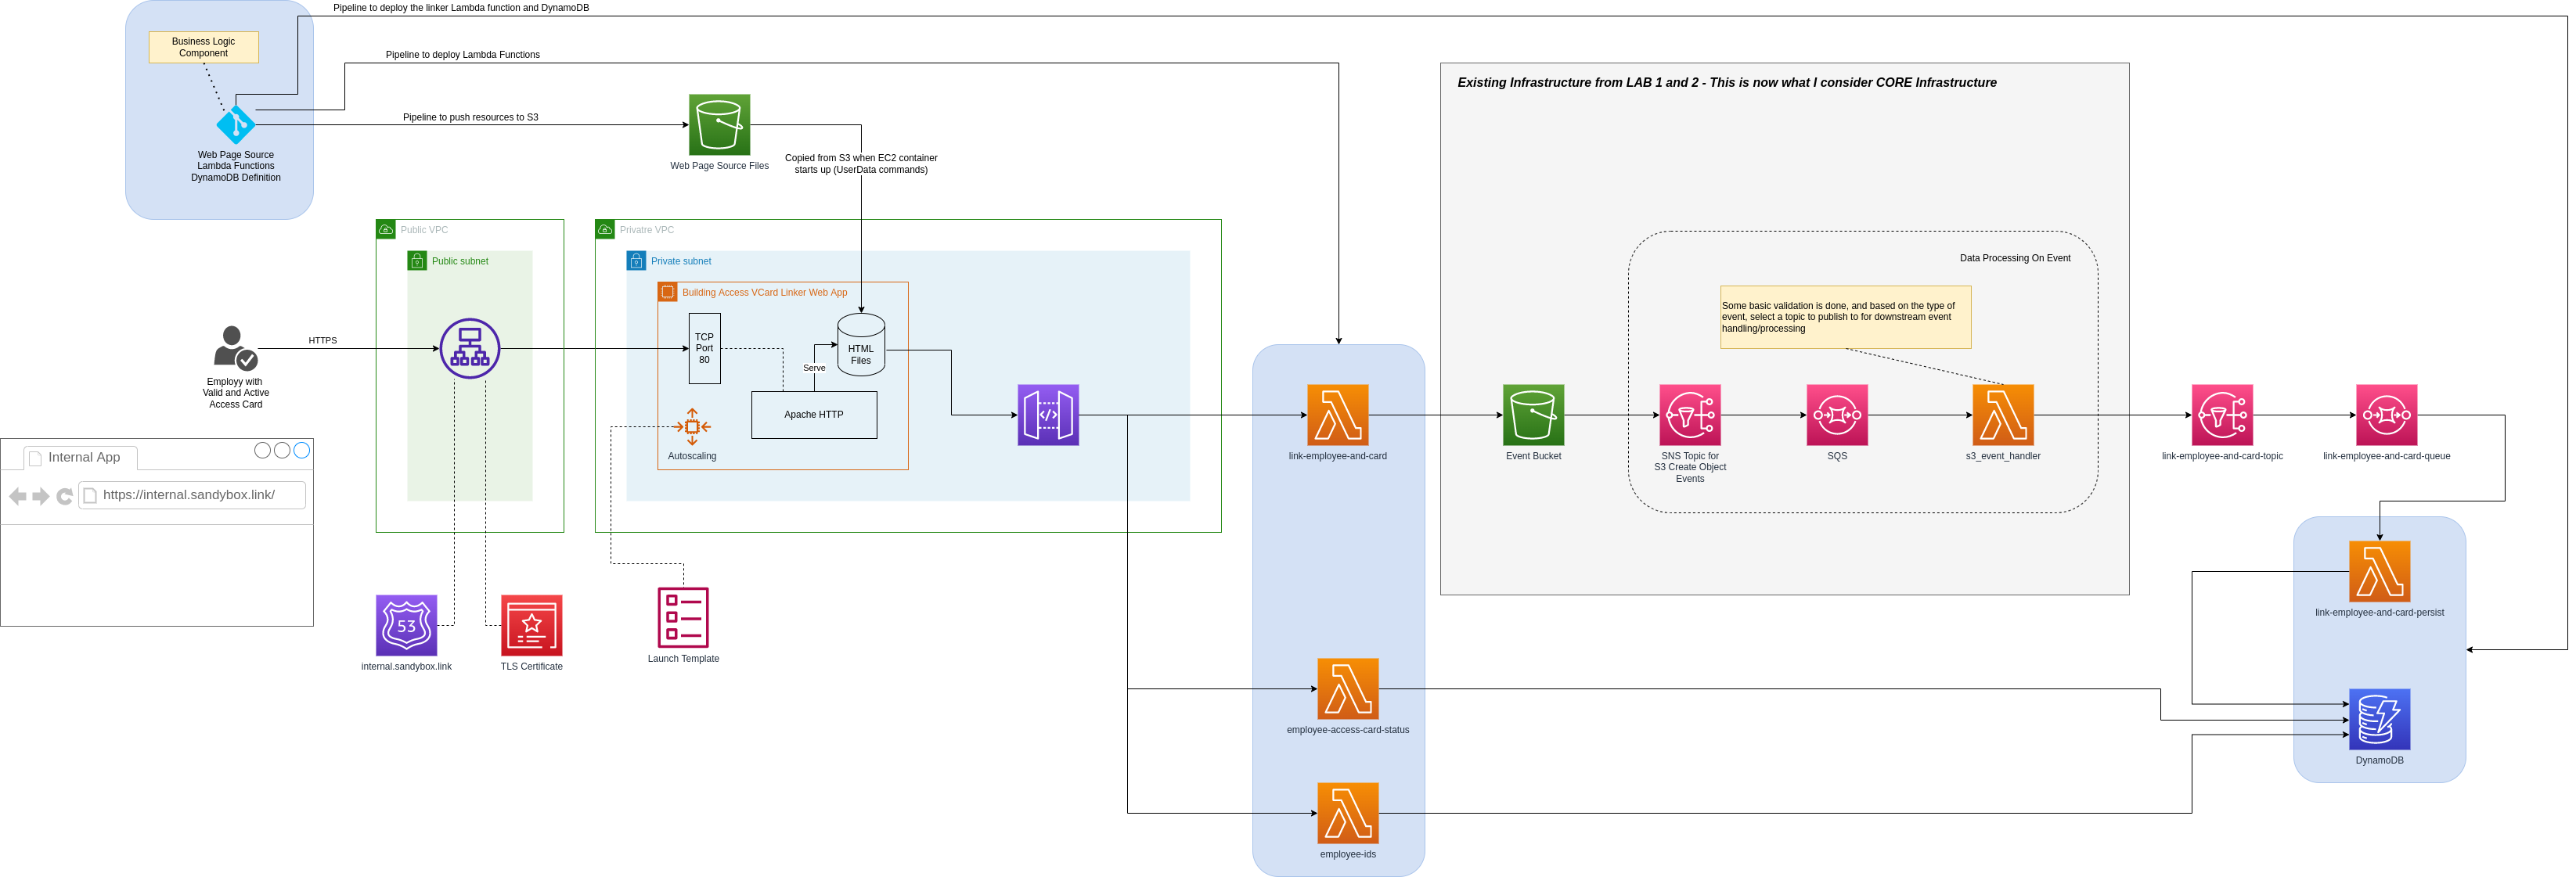 Pipeline to deploy the linker Lambda function and DynamoDB
Business Logic
Component
Pipeline to deploy Lambda Functions
Pipeline to push resources to S3
Web Page Source
Lambda Functions
DynamoDB Definition
Web Page Source Files
Copied from S3 when EC2 container
starts up (UserData commands)
Existing Infrastructure from LAB 1 and 2 - This is now what I consider CORE Infrastructure
Public VPC
Public subnet
Privatre VPC
Private subnet
Building Access VCard Linker Web App
TCP
Port
80
HTML
Files
Serve
Apache HTTP
Autoscaling
HTTPS
Employy with
Valid and Active
Access Card
Internal App
https://internal.sandybox.link/
53
internal.sandybox.link
TLS Certificate
Launch Template
link-employee-and-card
employee-access-card-status
employee-ids
Event Bucket
Data Processing On Event
Some basic validation is done, and based on the type of
event, select a topic to publish to for downstream event
handling/processing
SNS Topic for
S3 Create Object
Events
SQS
s3_event_handler
link-employee-and-card-topic
link-employee-and-card-queue
link-employee-and-card-persist
DynamoDB